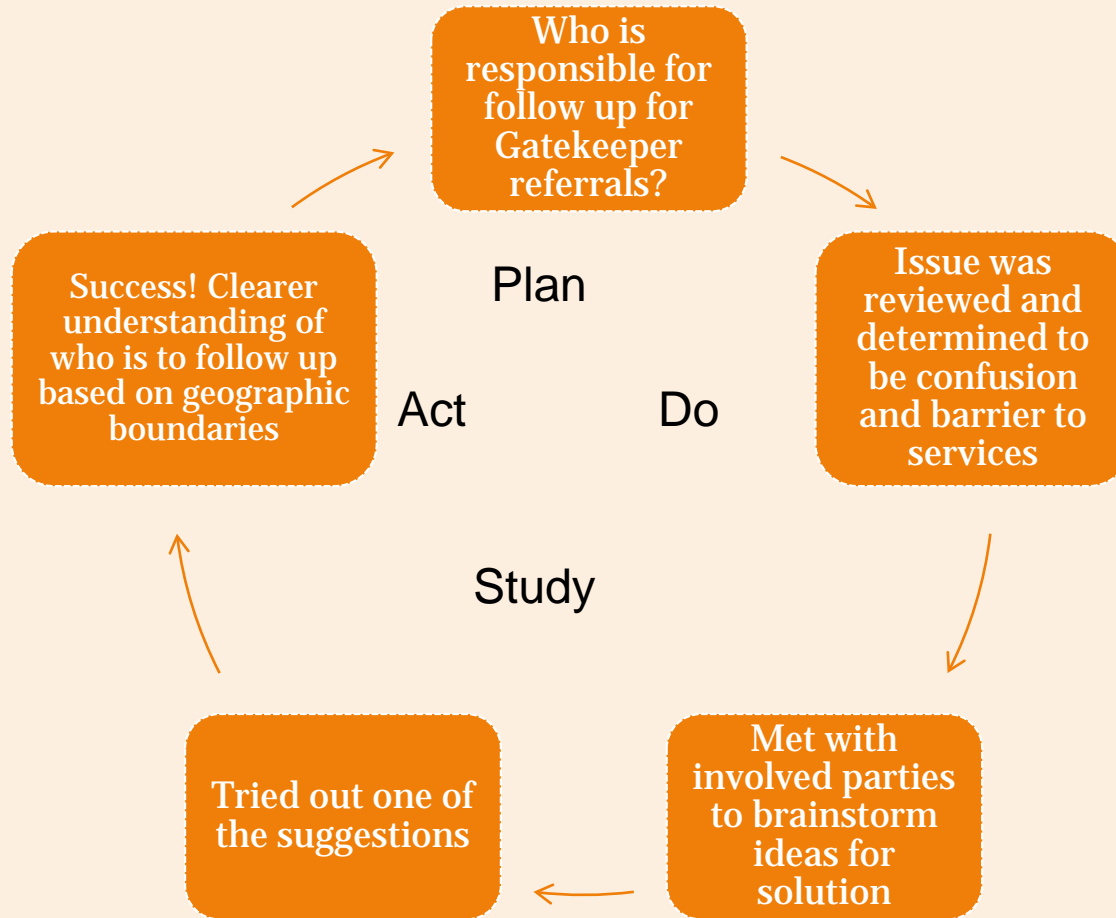 Who is
responsible for
follow up for
Gatekeeper
referrals?
Plan
Issue was
reviewed and
determined to
be confusion
and barrier to
services
Success! Clearer
understanding of
who is to follow up
based on geographic
boundaries
Act
Do
Study
Met with
involved parties
to brainstorm
ideas for
solution
Tried out one of
the suggestions